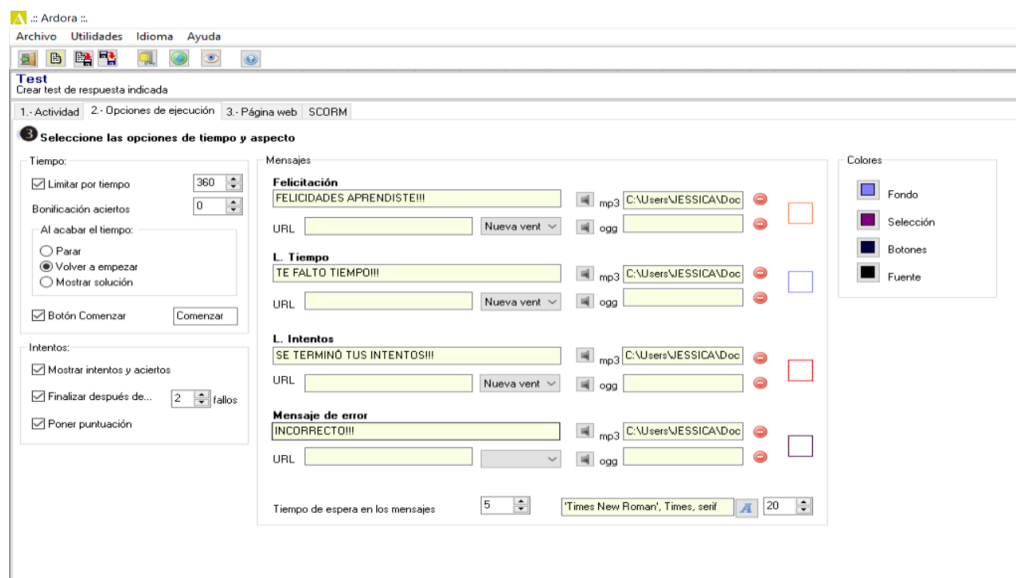 .:: Ardora ::.
Archivo Utilidades Idioma Ayuda
Test
Crear test de respuesta indicada
1.- Actividad 2.- Opciones de ejecución 3.- Página web SCORM
3 Seleccione las opciones de tiempo y aspecto
Tiempo:
Limitar por tiempo 360
Bonificación aciertos 0
Al acabar el tiempo:
Parar
Volver a empezar
Mostrar solución
Botón Comenzar Comenzar
Intentos:
Mostrar intentos y aciertos
Finalizar después de... 2 fallos
Poner puntuación
Mensajes
Felicitación
FELICIDADES APRENDISTE!!! mp3 C:\Users\JESSICA\Doc
URL Nueva vent ogg
L. Tiempo
TE FALTO TIEMPO!!! mp3 C:\Users\JESSICA\Doc
URL Nueva vent ogg
L. Intentos
SE TERMINÓ TUS INTENTOS!!! mp3 C:\Users\JESSICA\Doc
URL Nueva vent ogg
Mensaje de error
INCORRECTO!!! mp3 C:\Users\JESSICA\Doc
URL ogg
Tiempo de espera en los mensajes 5 'Times New Roman', Times, serif A 20
Colores
Fondo
Selección
Botones
Fuente